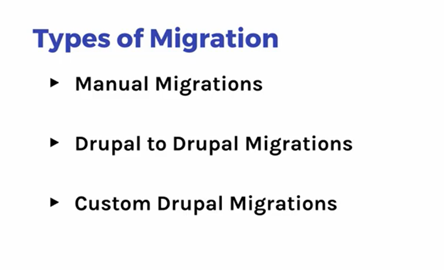 Types of Migration
Manual Migrations
Drupal to Drupal Migrations
Custom Drupal Migrations